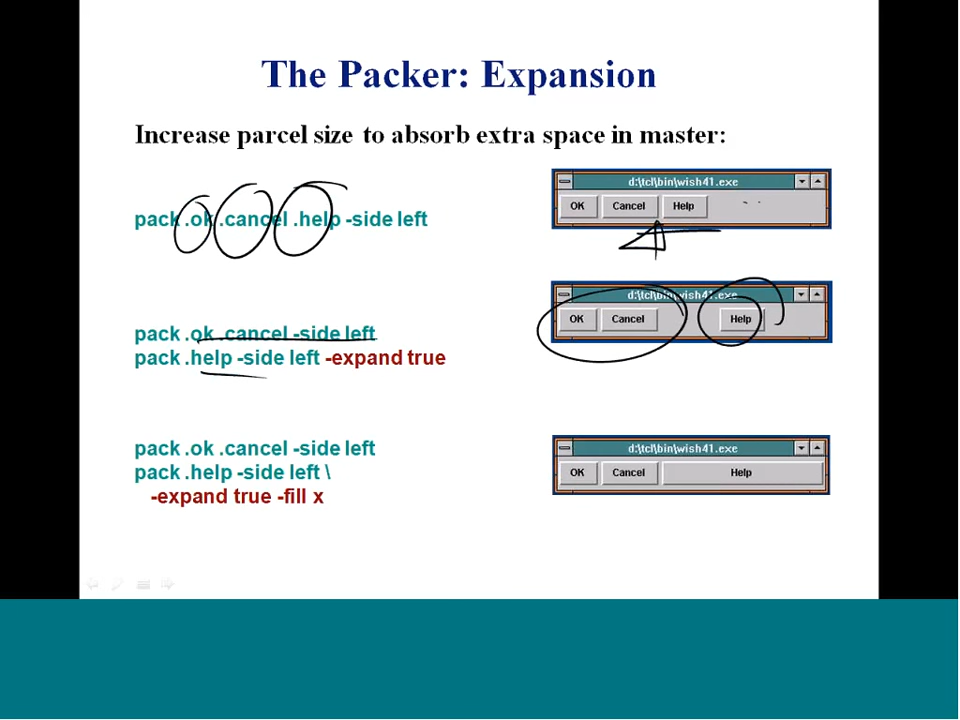 The Packer: Expansion
Increase parcel size to absorb extra space in master:
pack .ok .cancel .help -side left
d:\tcl\bin\wish41.exe
OK Cancel Help
pack .ok .cancel -side left
pack .help -side left -expand true
d:\tcl\bin\wish41.exe
OK Cancel Help
pack .ok .cancel -side left
pack .help -side left \
-expand true -fill x
d:\tcl\bin\wish41.exe
OK Cancel Help